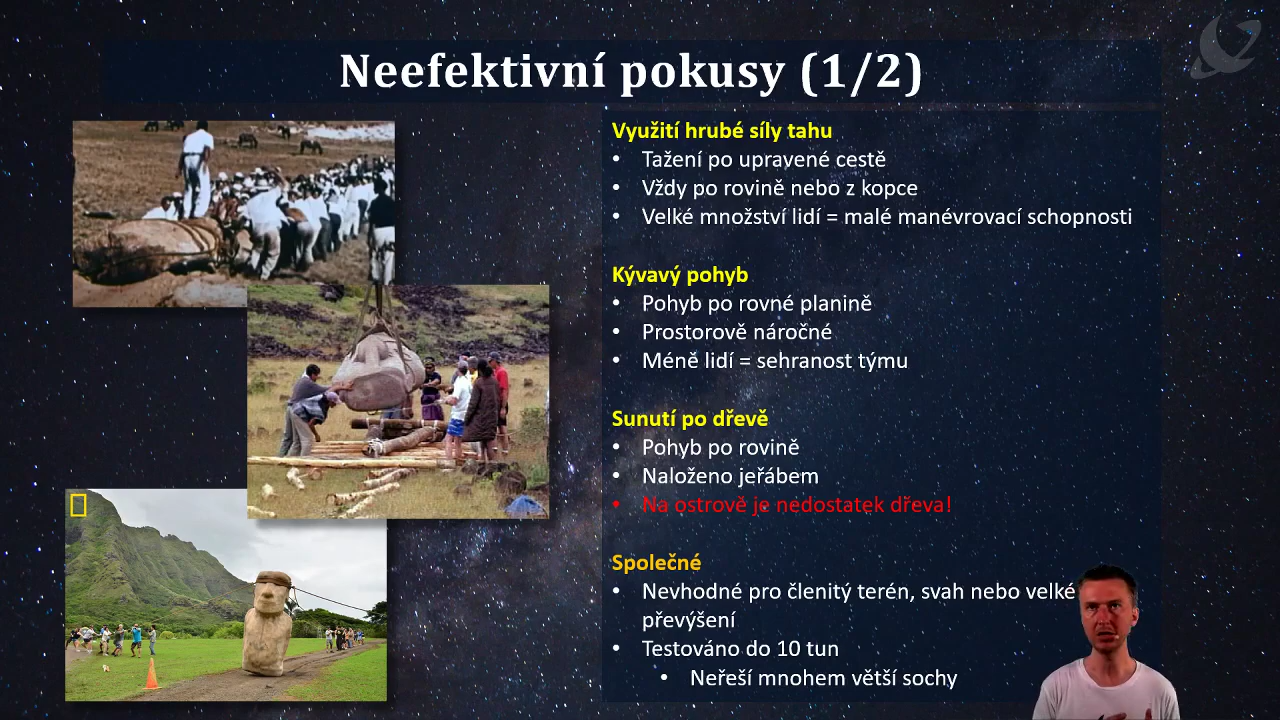 Neefektivní pokusy (1/2)
Využití hrubé síly tahu
• Tažení po upravené cestě
• Vždy po rovině nebo z kopce
• Velké množství lidí = malé manévrovací schopnosti
Kývavý pohyb
• Pohyb po rovné planině
• Prostorově náročné
• Méně lidí = sehranost týmu
Sunutí po dřevě
• Pohyb po rovině
• Naloženo jeřábem
• Na ostrově je nedostatek dřeva!
Společné
• Nevhodné pro členitý terén, svah nebo velké
převýšení
• Testováno do 10 tun
• Neřeší mnohem větší sochy